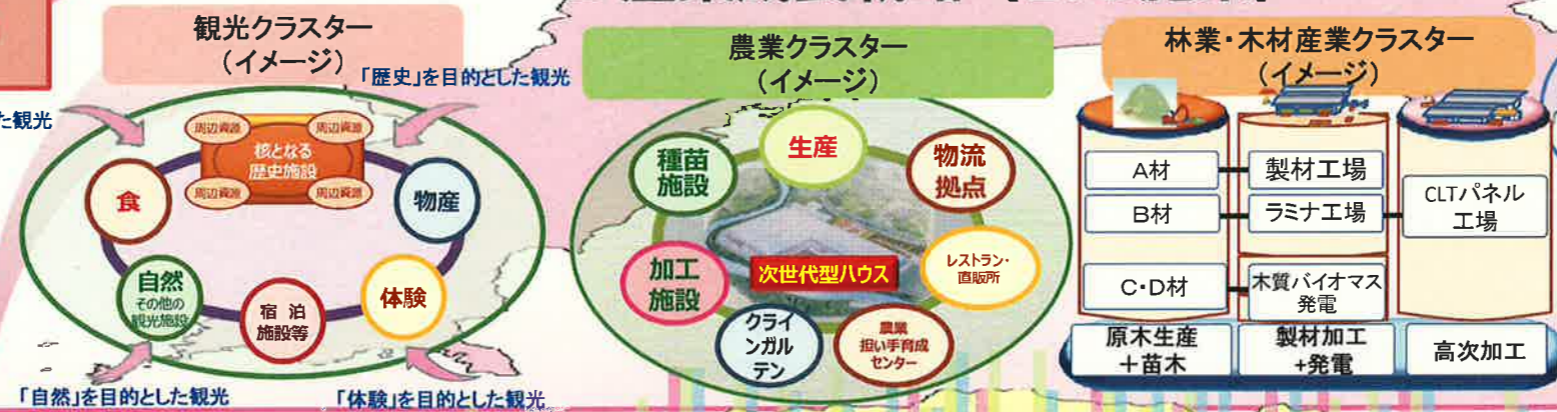 観光クラスター
(イメージ)
「歴史」を目的とした観光
た観光
周辺資源
周辺資源
核となる
歴史施設
周辺資源
周辺資源
食
物産
自然
その他の
観光施設
宿 泊
施設等
体験
「自然」を目的とした観光
「体験」を目的とした観光
農業クラスター
(イメージ)
生産
種苗
施設
物流
拠点
加工
施設
次世代型ハウス
レストラン・
直販所
クライ
ンガル
テン
農業
担い手育成
センター
林業・木材産業クラスター
(イメージ)
A材
製材工場
B材
ラミナ工場
CLTパネル
工場
C・D材
木質バイオマス
発電
原木生産
+苗木
製材加工
+発電
高次加工